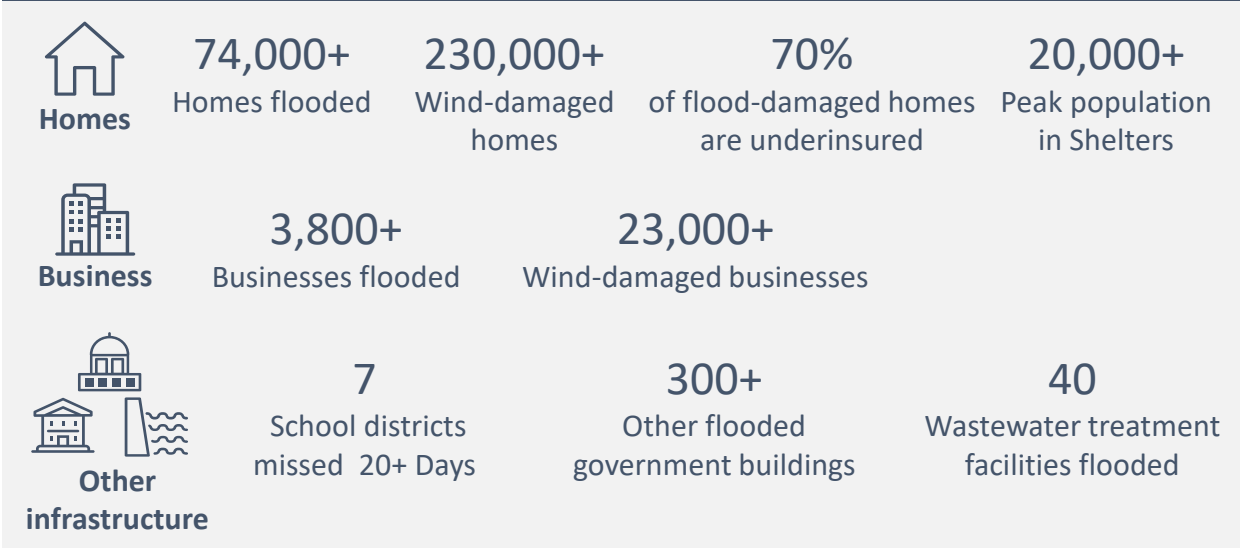 Homes
74,000+
Homes flooded
230,000+
Wind-damaged
homes
70%
of flood-damaged homes
are underinsured
20,000+
Peak population
in Shelters
Business
3,800+
Businesses flooded
23,000+
Wind-damaged businesses
Other
infrastructure
7
School districts
missed 20+ Days
300+
Other flooded
government buildings
40
Wastewater treatment
facilities flooded